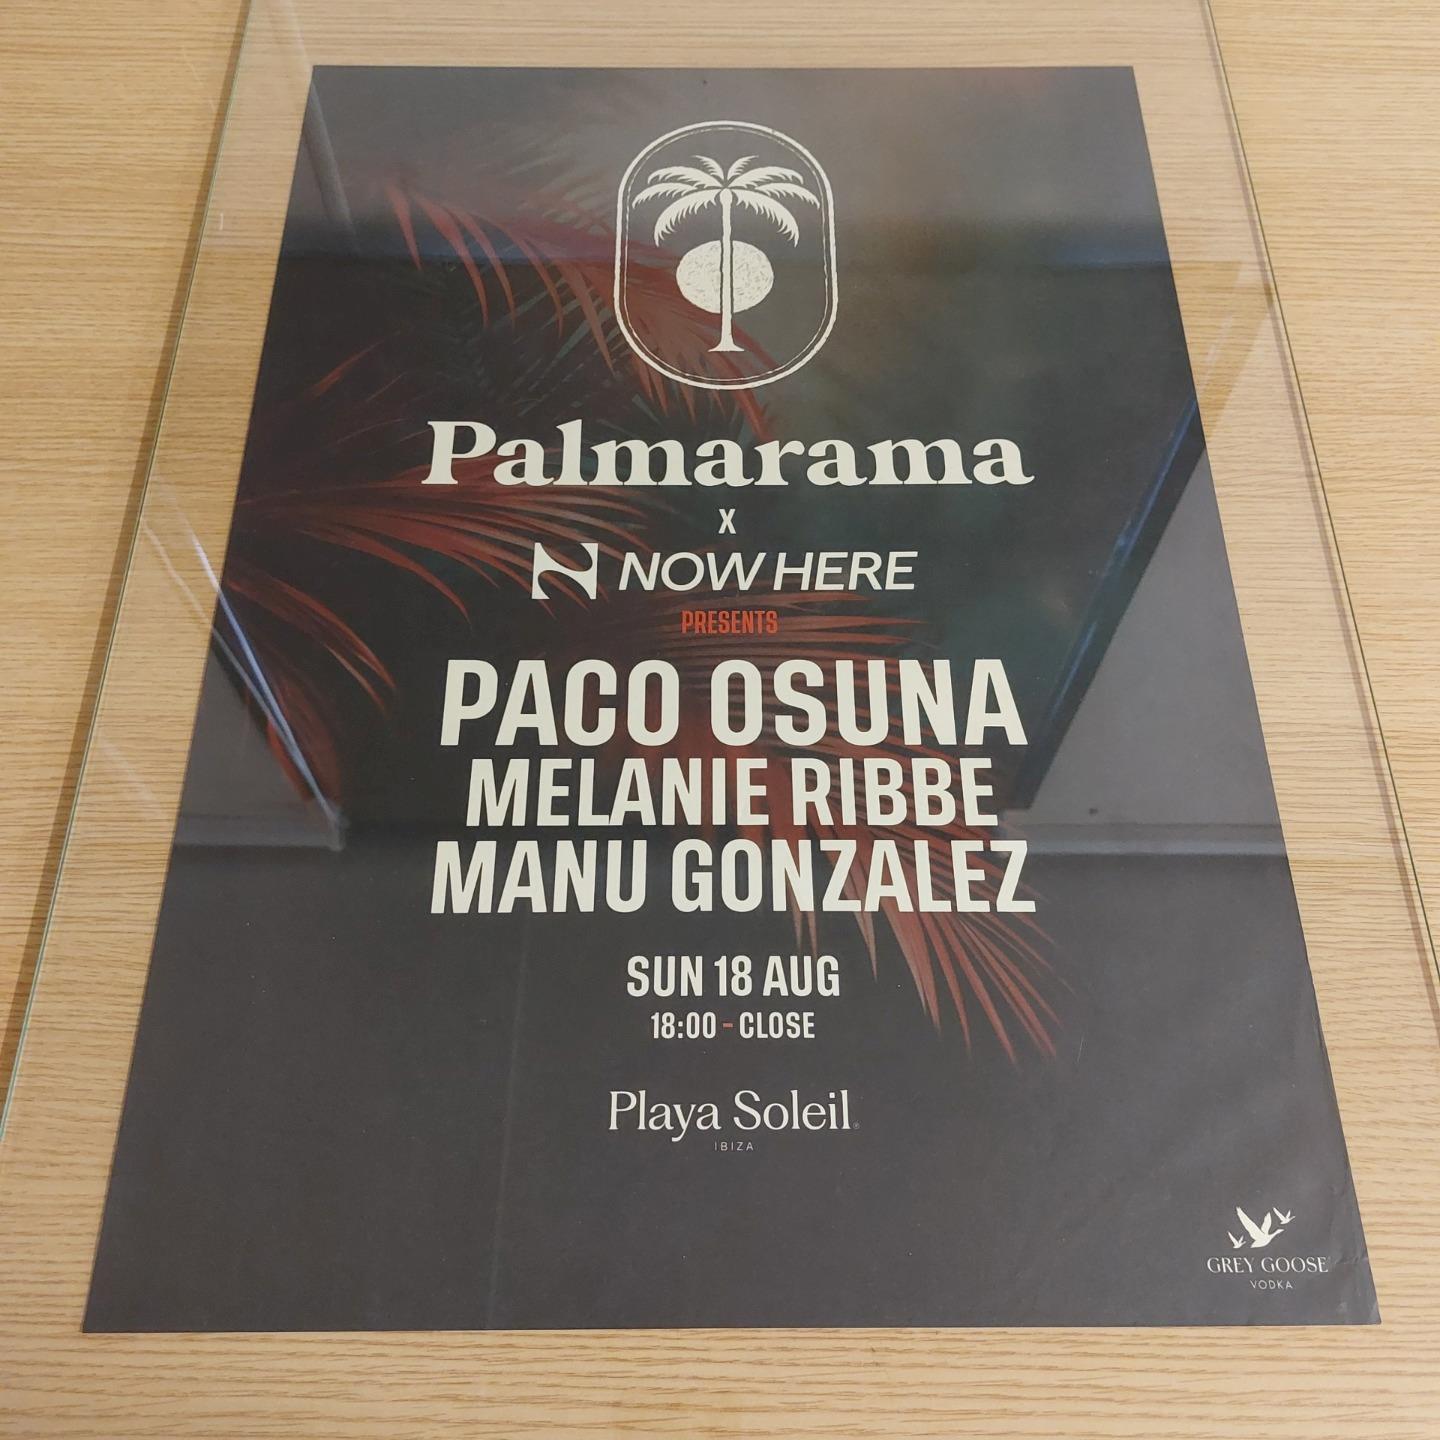 Palmarama
X
N NOW HERE
PRESENTS
PACO OSUNA
MELANIE RIBBE
MANU GONZALEZ
SUN 18 AUG
18:00 - CLOSE
Playa Soleil®
IBIZA
GREY GOOSE
VODKA